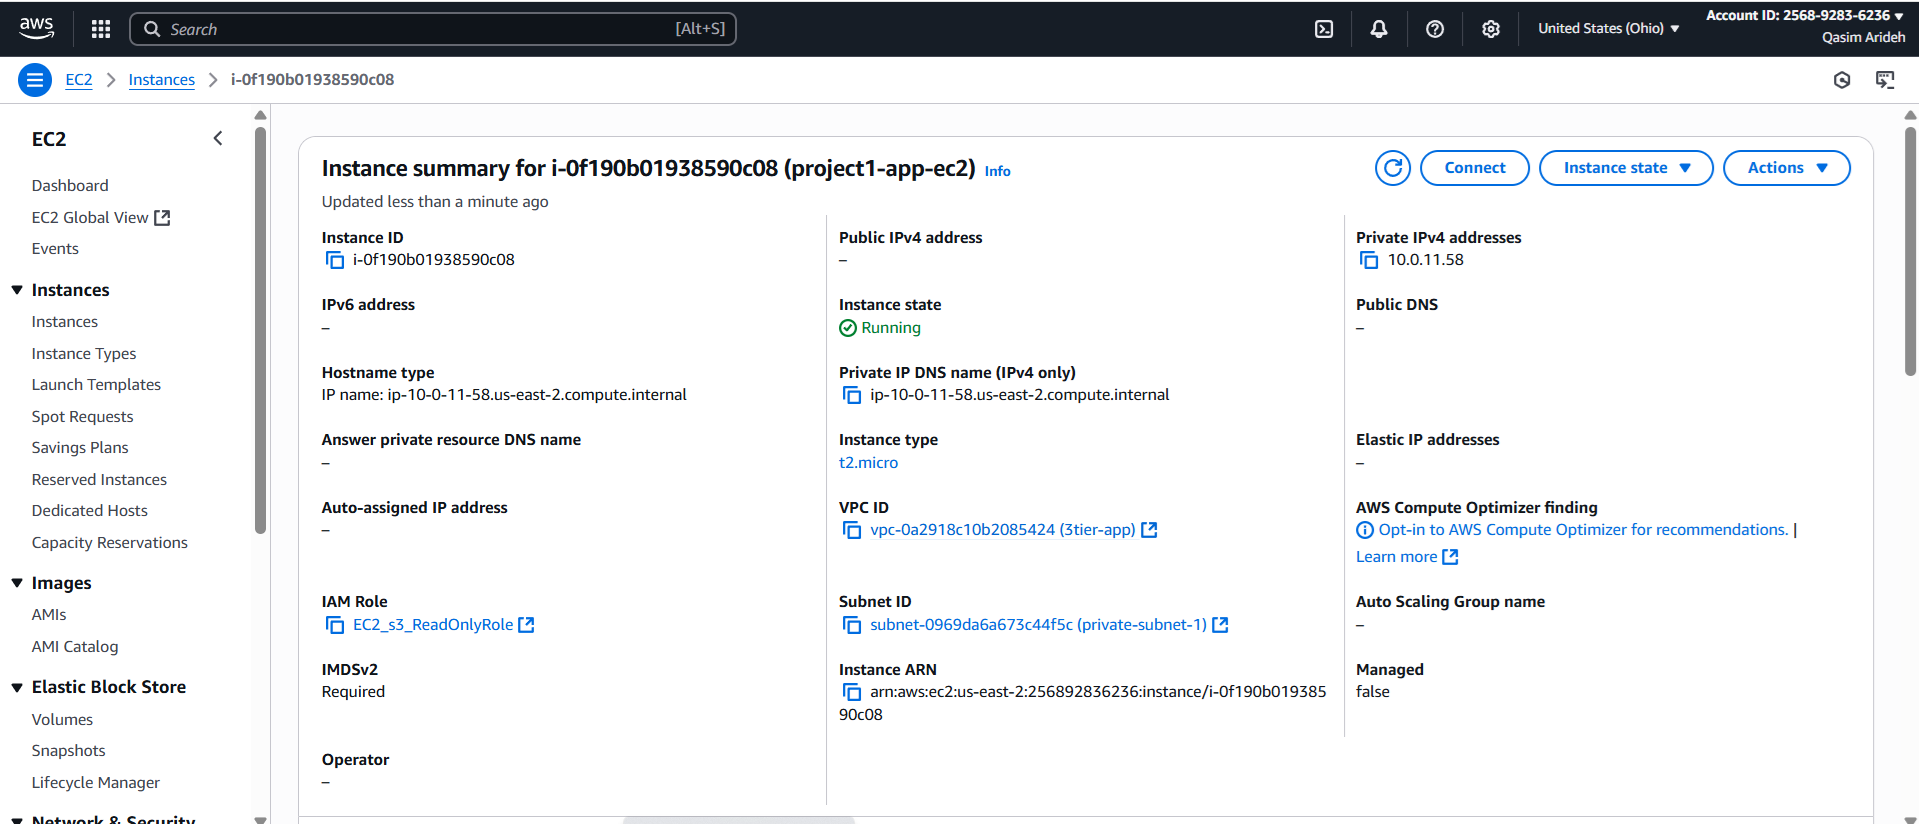 aws
Search [Alt+S]
United States (Ohio)
Account ID: 2568-9283-6236
Qasim Arideh
EC2 Instances i-0f190b01938590c08
EC2
Dashboard
EC2 Global View
Events
Instances
Instances
Instance Types
Launch Templates
Spot Requests
Savings Plans
Reserved Instances
Dedicated Hosts
Capacity Reservations
Images
AMIs
AMI Catalog
Elastic Block Store
Volumes
Snapshots
Lifecycle Manager
Network & Security
Instance summary for i-0f190b01938590c08 (project1-app-ec2) Info
Updated less than a minute ago
Connect
Instance state
Actions
Instance ID
i-0f190b01938590c08
Public IPv4 address
–
Private IPv4 addresses
10.0.11.58
IPv6 address
–
Instance state
Running
Public DNS
–
Hostname type
IP name: ip-10-0-11-58.us-east-2.compute.internal
Private IP DNS name (IPv4 only)
ip-10-0-11-58.us-east-2.compute.internal
Answer private resource DNS name
–
Instance type
t2.micro
Elastic IP addresses
–
Auto-assigned IP address
–
VPC ID
vpc-0a2918c10b2085424 (3tier-app)
AWS Compute Optimizer finding
Opt-in to AWS Compute Optimizer for recommendations. |
Learn more
IAM Role
EC2_s3_ReadOnlyRole
Subnet ID
subnet-0969da6a673c44f5c (private-subnet-1)
Auto Scaling Group name
–
IMDSv2
Required
Instance ARN
arn:aws:ec2:us-east-2:256892836236:instance/i-0f190b019385
90c08
Managed
false
Operator
–